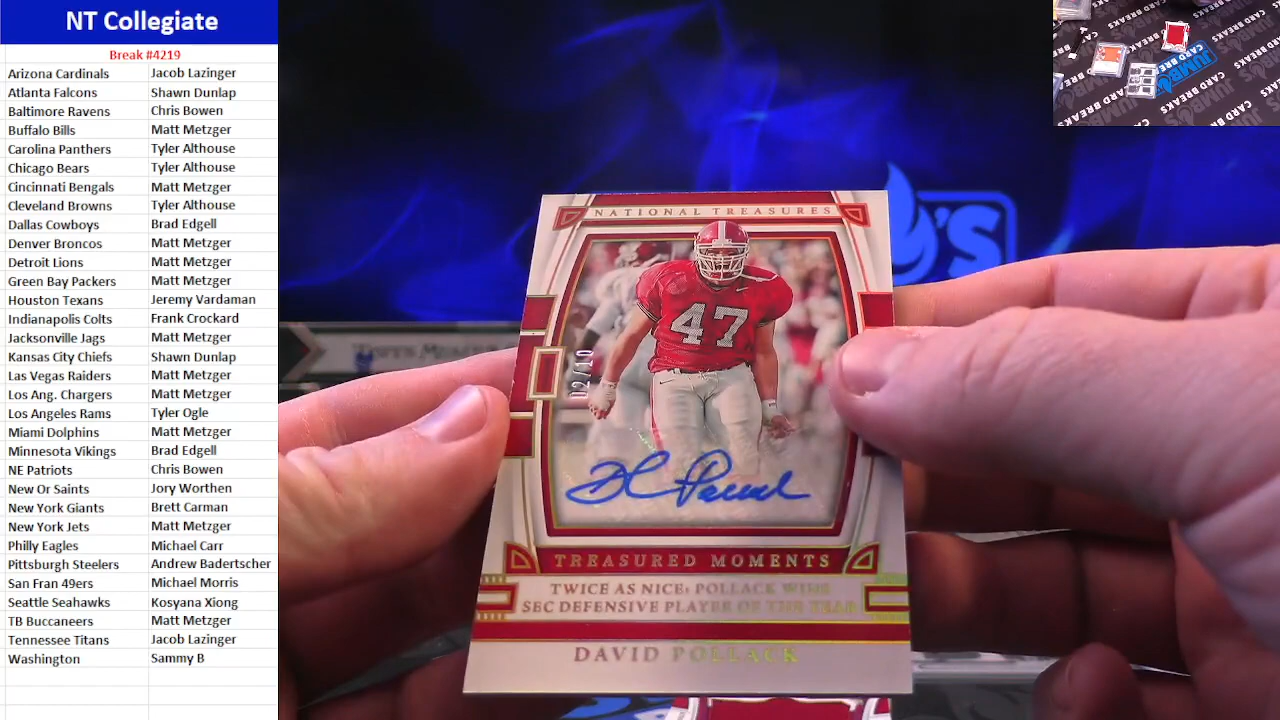 NT Collegiate
Break #4219
Arizona Cardinals Jacob Lazinger
Atlanta Falcons Shawn Dunlap
Baltimore Ravens Chris Bowen
Buffalo Bills Matt Metzger
Carolina Panthers Tyler Althouse
Chicago Bears Tyler Althouse
Cincinnati Bengals Matt Metzger
Cleveland Browns Tyler Althouse
Dallas Cowboys Brad Edgell
Denver Broncos Matt Metzger
Detroit Lions Matt Metzger
Green Bay Packers Matt Metzger
Houston Texans Jeremy Vardaman
Indianapolis Colts Frank Crockard
Jacksonville Jags Matt Metzger
Kansas City Chiefs Shawn Dunlap
Las Vegas Raiders Matt Metzger
Los Ang. Chargers Matt Metzger
Los Angeles Rams Tyler Ogle
Miami Dolphins Matt Metzger
Minnesota Vikings Brad Edgell
NE Patriots Chris Bowen
New Or Saints Jory Worthen
New York Giants Brett Carman
New York Jets Matt Metzger
Philly Eagles Michael Carr
Pittsburgh Steelers Andrew Badertscher
San Fran 49ers Michael Morris
Seattle Seahawks Kosyana Xiong
TB Buccaneers Matt Metzger
Tennessee Titans Jacob Lazinger
Washington Sammy B
NATIONAL TREASURES
47
02/10
TREASURED MOMENTS
TWICE AS NICE: POLLACK WINS
SEC DEFENSIVE PLAYER OF THE YEAR
DAVID POLLACK
'S
CARD BREAKS
JUMBO'S
CARD BREAKS
CARD BREAKS